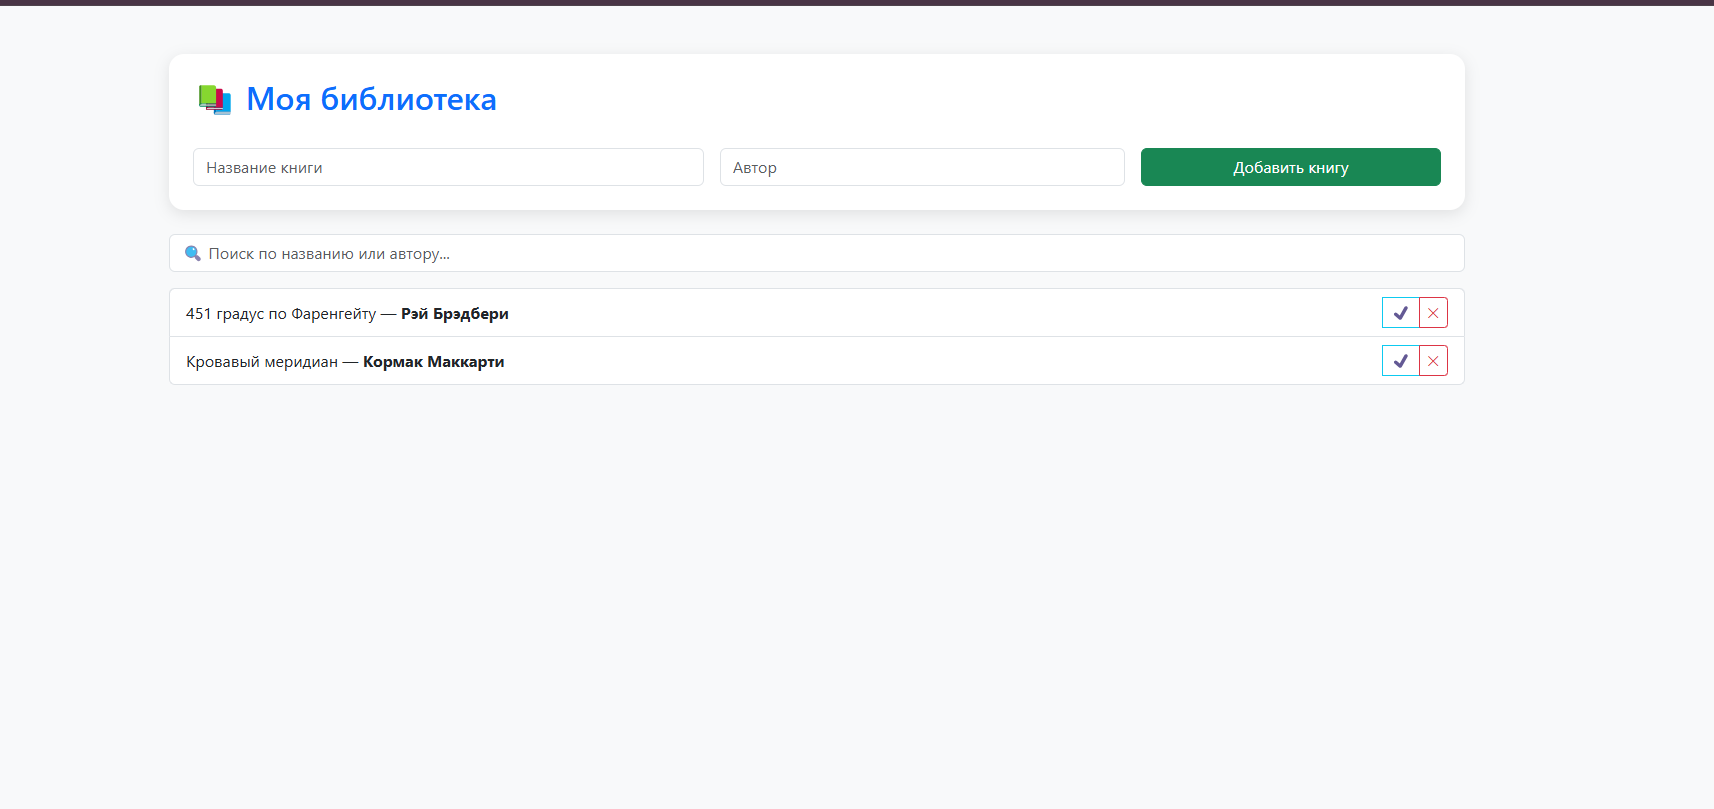 📚 Моя библиотека
Название книги
Автор
Добавить книгу
🔍 Поиск по названию или автору...
451 градус по Фаренгейту — Рэй Брэдбери
Кровавый меридиан — Кормак Маккарти